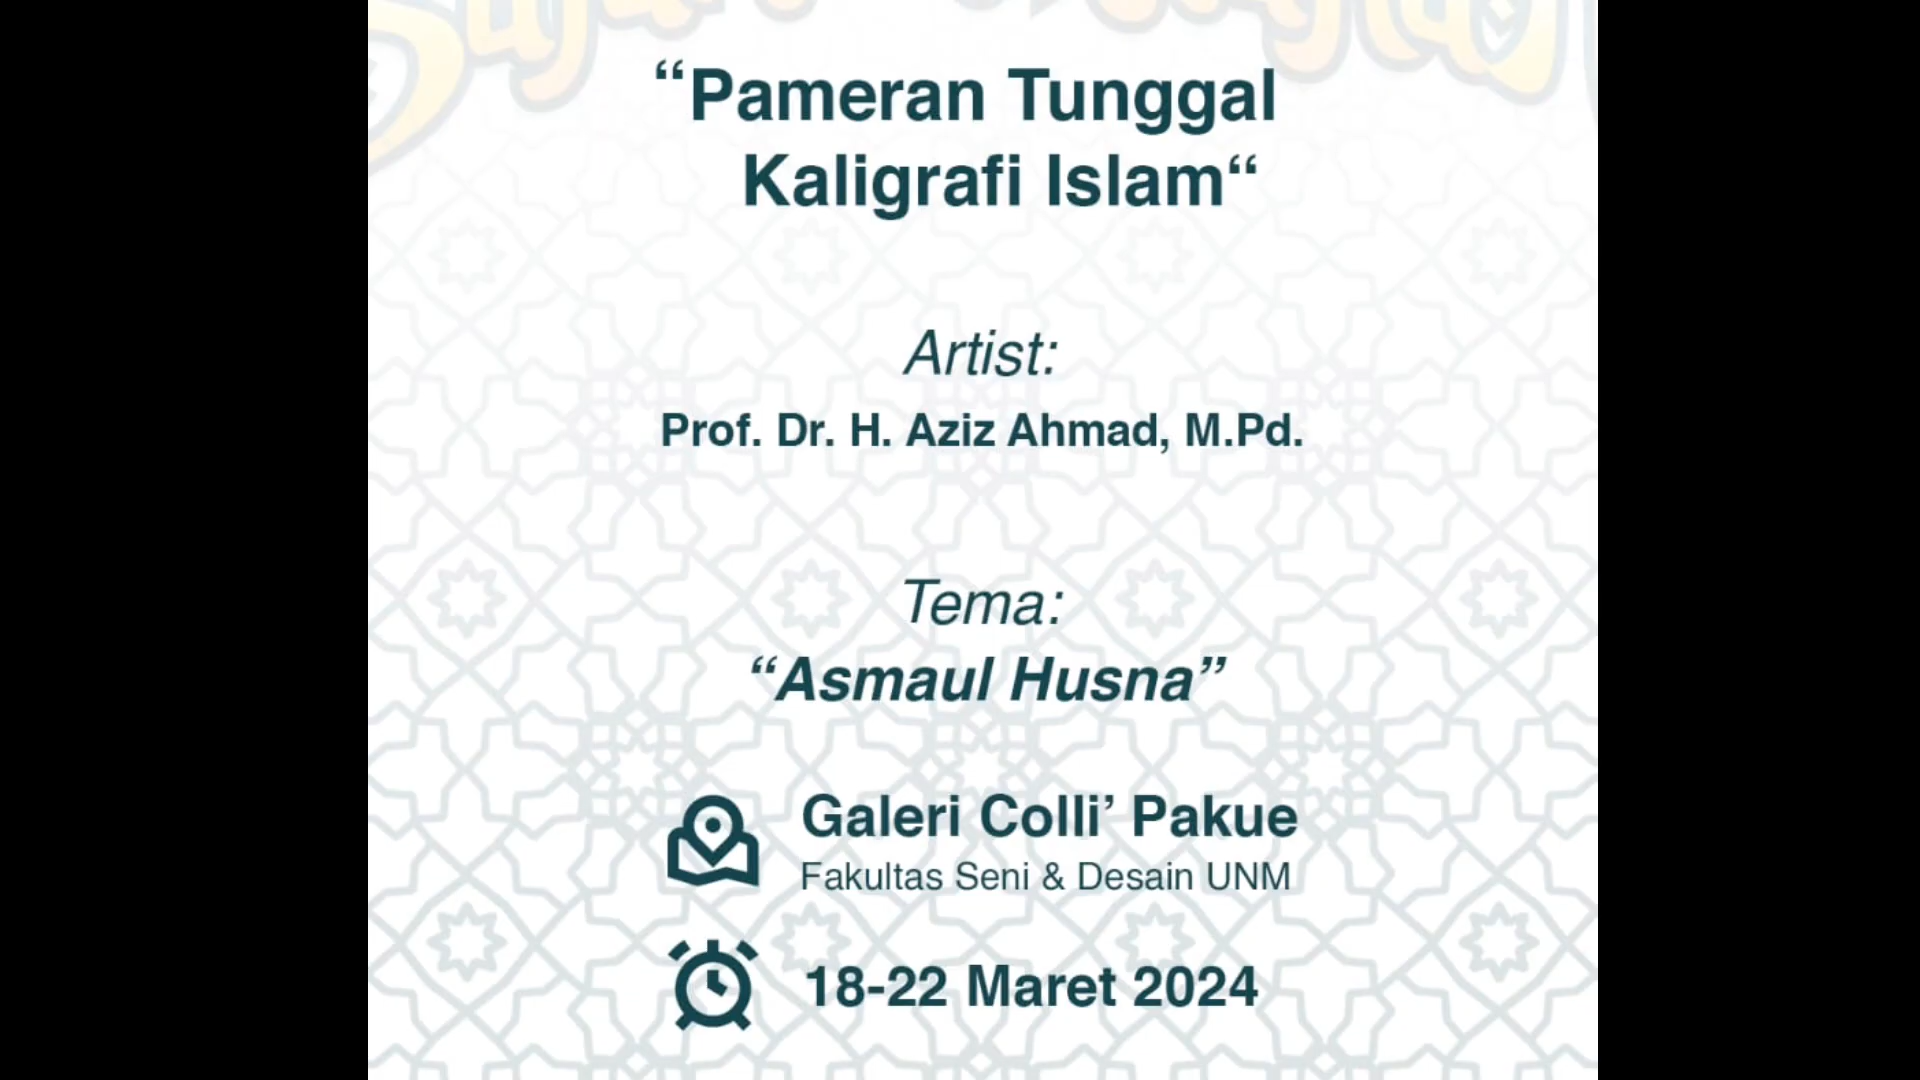 “Pameran Tunggal
Kaligrafi Islam“
Artist:
Prof. Dr. H. Aziz Ahmad, M.Pd.
Tema:
“Asmaul Husna”
Galeri Colli’ Pakue
Fakultas Seni & Desain UNM
18-22 Maret 2024